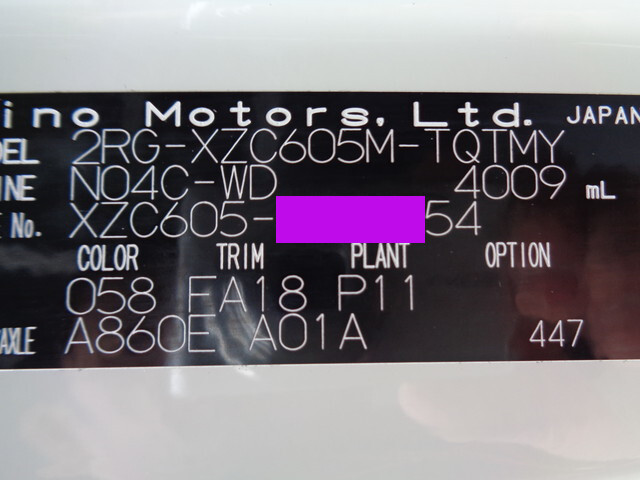 ino Motors, Ltd. JAPAN
DEL 2RG-XZC605M-TQTMY
INE N04C-WD 4009 mL
E No. XZC605- 54
COLOR TRIM PLANT OPTION
058 FA18 P11
AXLE A860E A01A 447